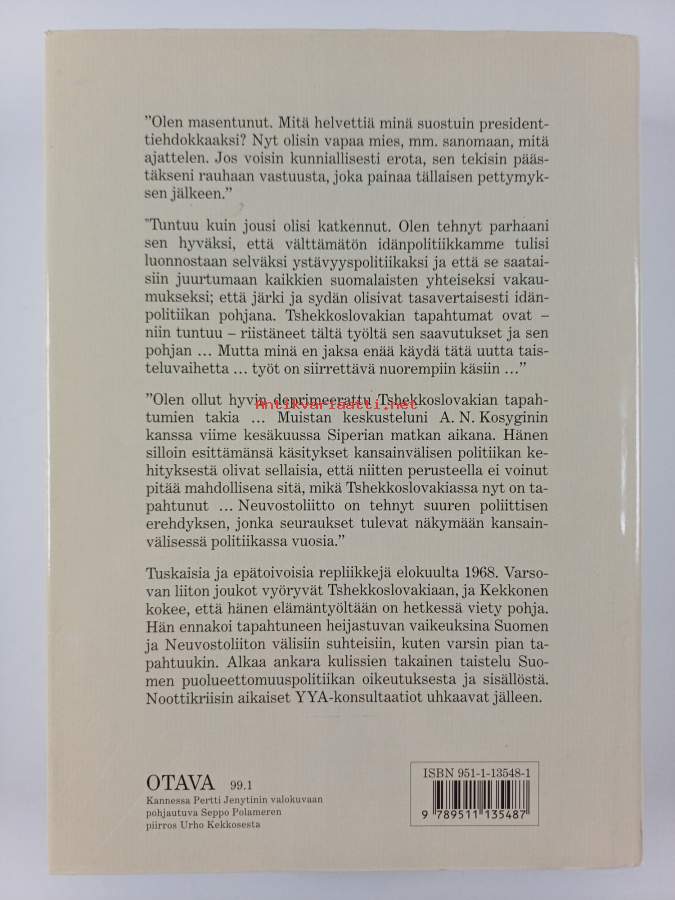 ”Olen masentunut. Mitä helvettiä minä suostuin president-
tiehdokkaaksi? Nyt olisin vapaa mies, mm. sanomaan, mitä
ajattelen. Jos voisin kunniallisesti erota, sen tekisin pääs-
täkseni rauhaan vastuusta, joka painaa tällaisen pettymyk-
sen jälkeen.”
”Tuntuu kuin jousi olisi katkennut. Olen tehnyt parhaani
sen hyväksi, että välttämätön idänpolitiikkamme tulisi
luonnostaan selväksi ystävyyspolitiikaksi ja että se saatai-
siin juurtumaan kaikkien suomalaisten yhteiseksi vakau-
mukseksi; että järki ja sydän olisivat tasavertaisesti idän-
politiikan pohjana. Tshekkoslovakian tapahtumat ovat –
niin tuntuu – riistäneet tältä työltä sen saavutukset ja sen
pohjan … Mutta minä en jaksa enää käydä tätä uutta tais-
teluvaihetta … työt on siirrettävä nuorempiin käsiin …”
”Olen ollut hyvin deprimeerattu Tshekkoslovakian tapah-
Antikvariaatti.net
tumien takia … Muistan keskusteluni A. N. Kosyginin
kanssa viime kesäkuussa Siperian matkan aikana. Hänen
silloin esittämänsä käsitykset kansainvälisen politiikan ke-
hityksestä olivat sellaisia, että niitten perusteella ei voinut
pitää mahdollisena sitä, mikä Tshekkoslovakiassa nyt on ta-
pahtunut … Neuvostoliitto on tehnyt suuren poliittisen
erehdyksen, jonka seuraukset tulevat näkymään kansain-
välisessä politiikassa vuosia.”
Tuskaisia ja epätoivoisia repliikkejä elokuulta 1968. Varso-
van liiton joukot vyöryvät Tshekkoslovakiaan, ja Kekkonen
kokee, että hänen elämäntyöltään on hetkessä viety pohja.
Hän ennakoi tapahtuneen heijastuvan vaikeuksina Suomen
ja Neuvostoliiton välisiin suhteisiin, kuten varsin pian ta-
pahtuukin. Alkaa ankara kulissien takainen taistelu Suo-
men puolueettomuuspolitiikan oikeutuksesta ja sisällöstä.
Noottikriisin aikaiset YYA-konsultaatiot uhkaavat jälleen.
OTAVA 99.1
Kannessa Pertti Jenytinin valokuvaan
pohjautuva Seppo Polameren
piirros Urho Kekkosesta
ISBN 951-1-13548-1
9 789511 135487